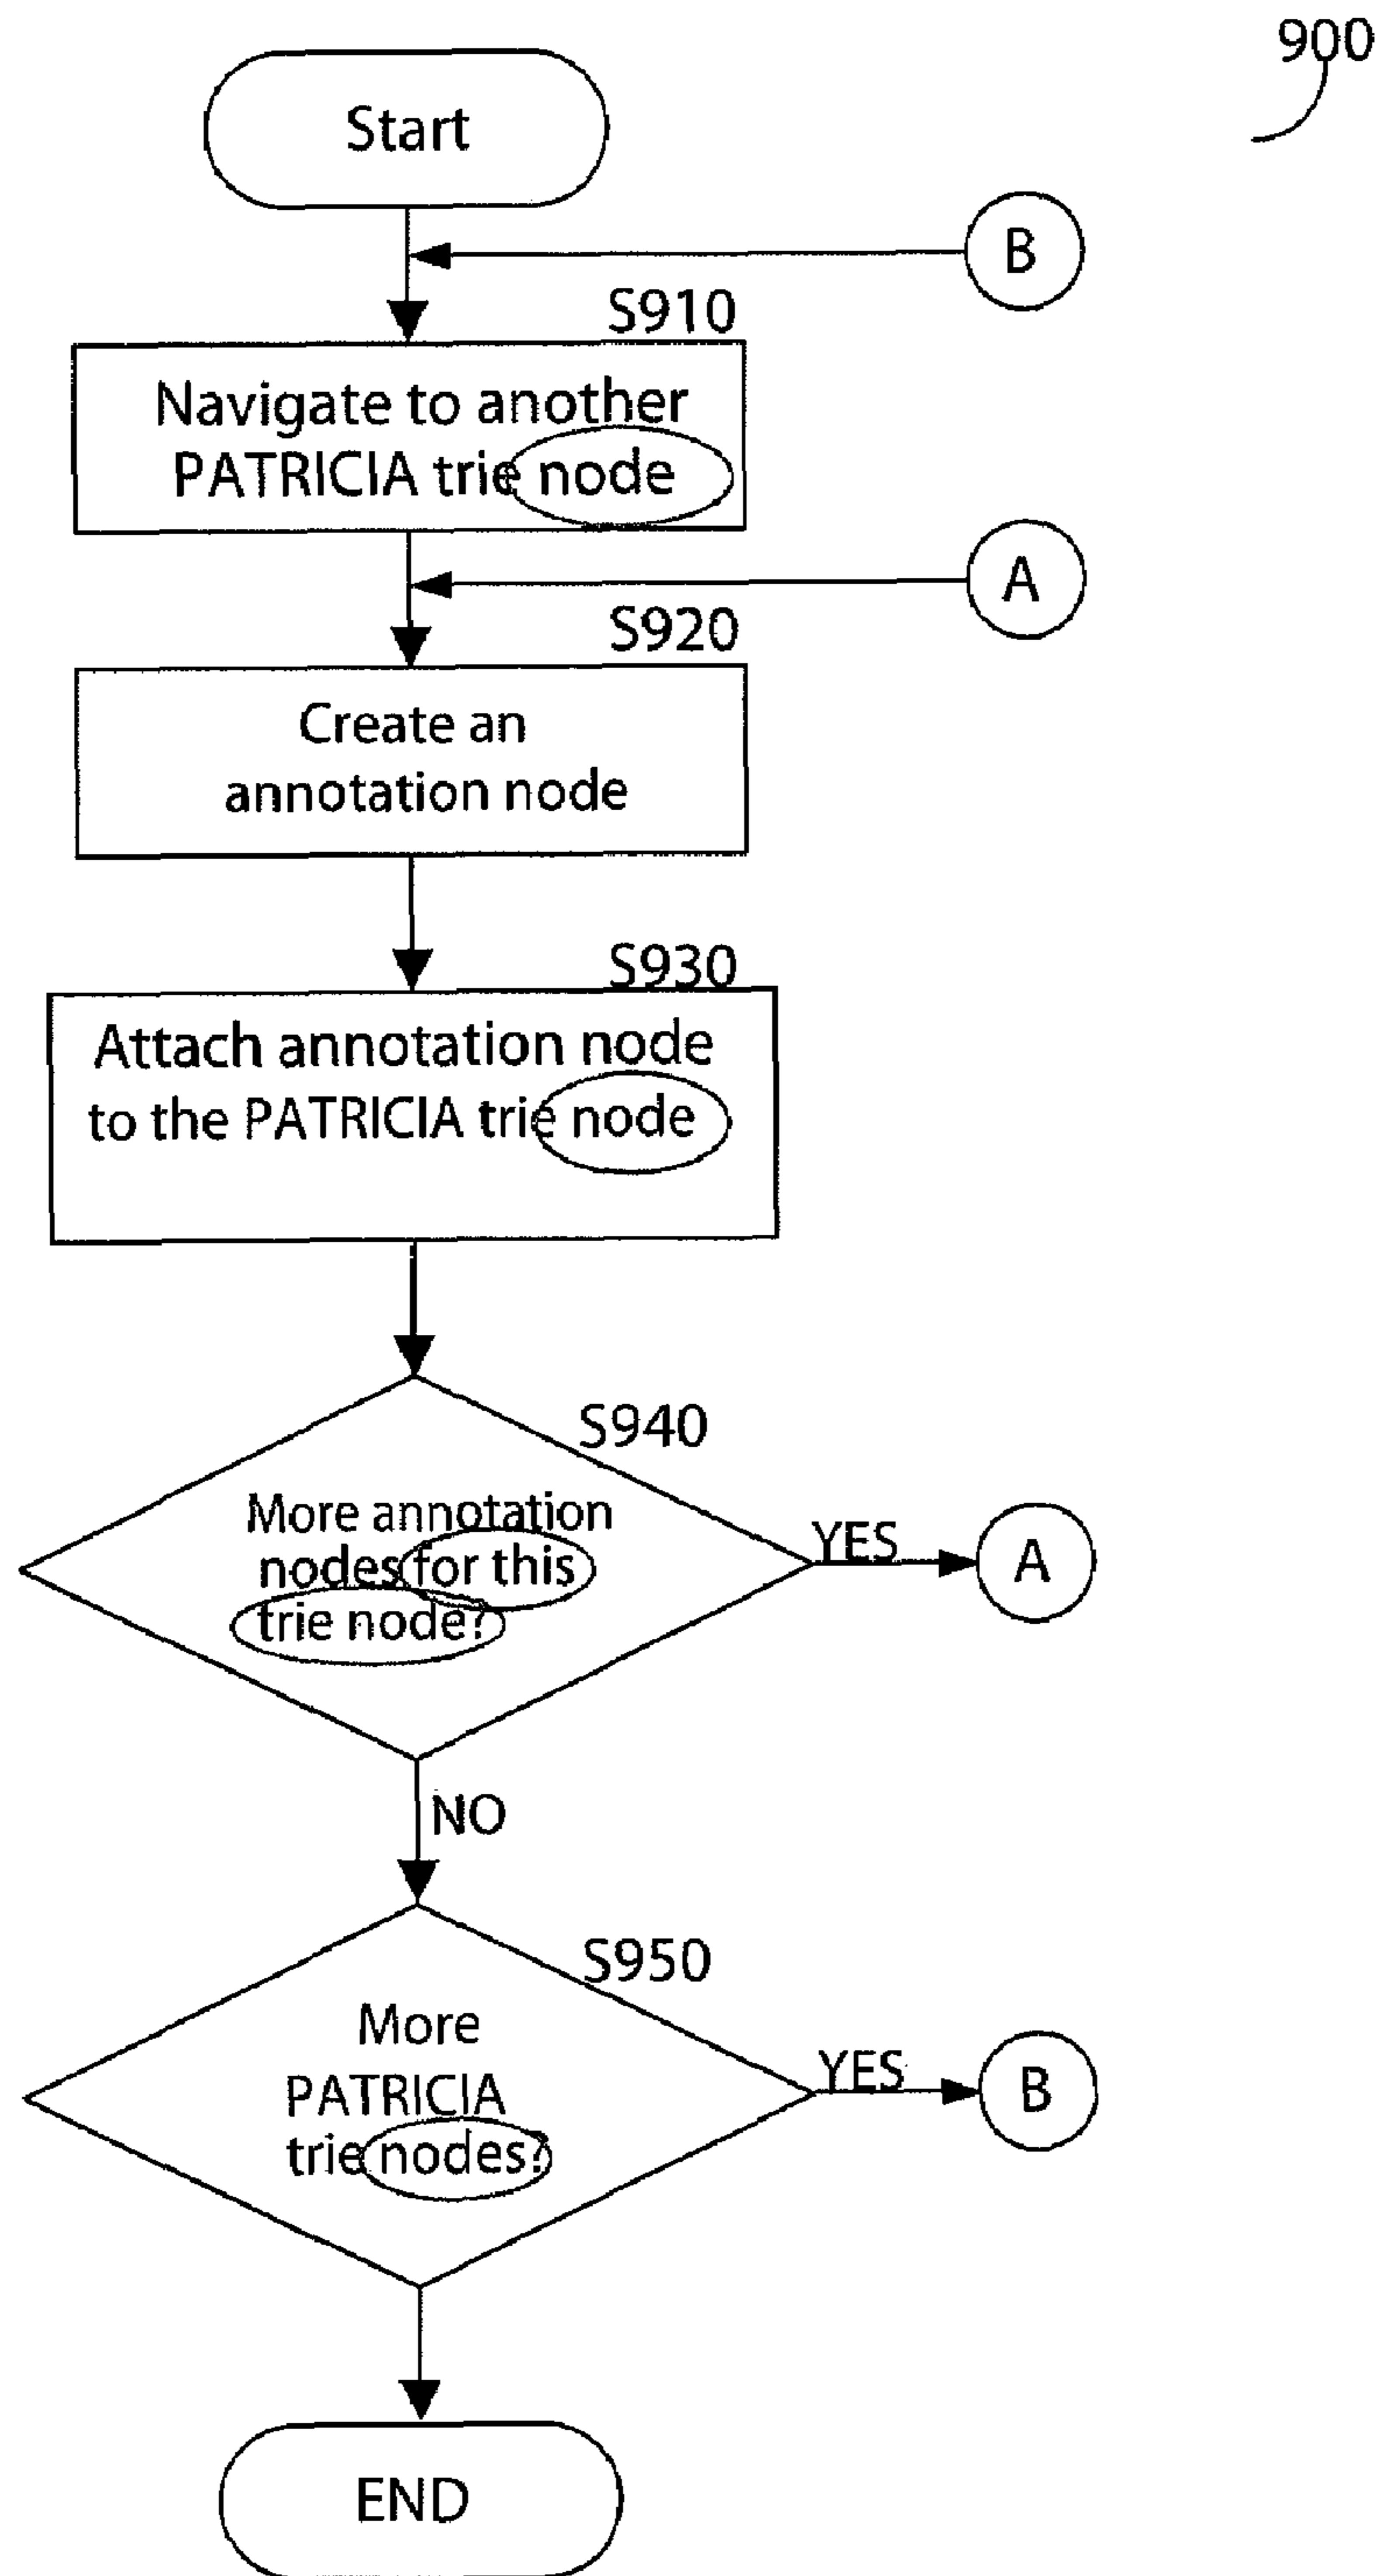 900
Start
B
S910
Navigate to another
PATRICIA trie node
A
S920
Create an
annotation node
S930
Attach annotation node
to the PATRICIA trie node
S940
More annotation
nodes for this
trie node?
YES
A
NO
S950
More
PATRICIA
trie nodes?
YES
B
END